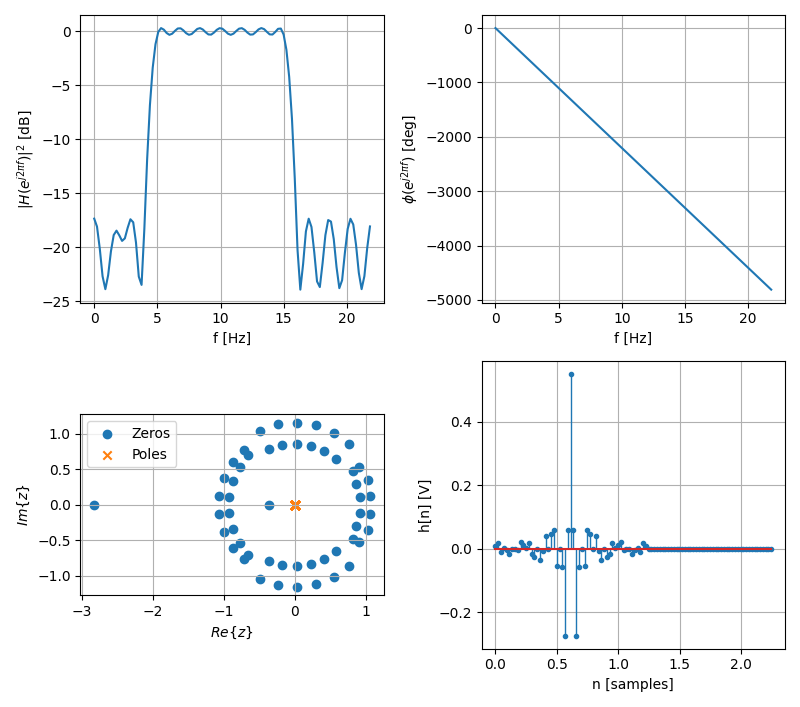 0
−5
−10
−15
−20
−25
|H(e^{j2πf})|² [dB]
0 5 10 15 20
f [Hz]
0
−1000
−2000
−3000
−4000
−5000
ϕ(e^{j2πf}) [deg]
0 5 10 15 20
f [Hz]
Zeros
Poles
1.0
0.5
0.0
−0.5
−1.0
Im{z}
−3 −2 −1 0 1
Re{z}
0.4
0.2
0.0
−0.2
h[n] [V]
0.0 0.5 1.0 1.5 2.0
n [samples]